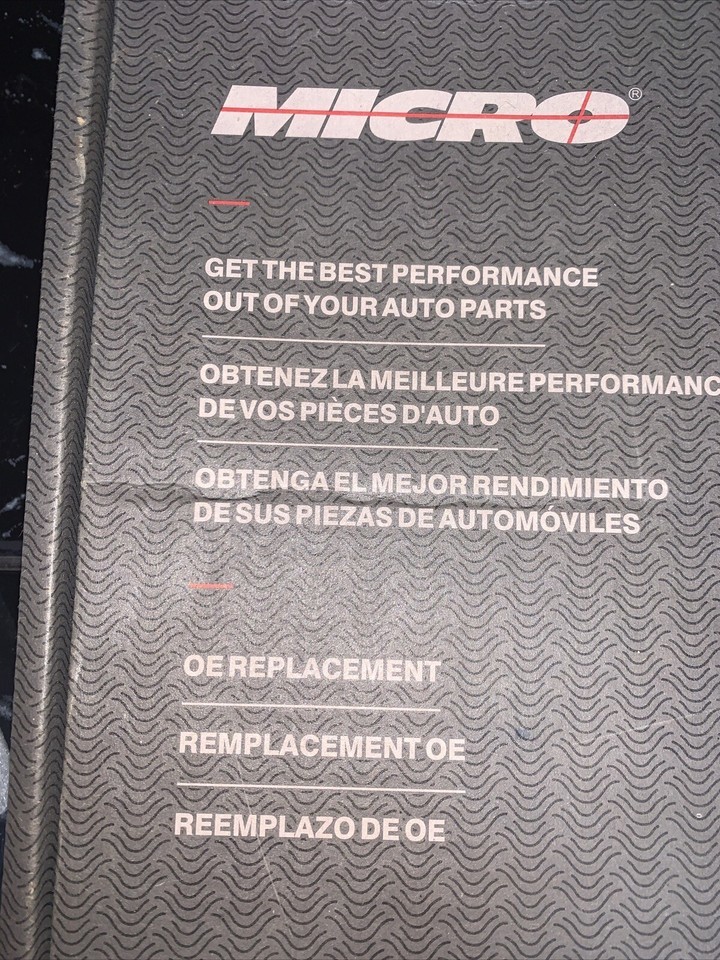 MICRO®
GET THE BEST PERFORMANCE
OUT OF YOUR AUTO PARTS
OBTENEZ LA MEILLEURE PERFORMANC
DE VOS PIÈCES D'AUTO
OBTENGA EL MEJOR RENDIMIENTO
DE SUS PIEZAS DE AUTOMÓVILES
OE REPLACEMENT
REMPLACEMENT OE
REEMPLAZO DE OE